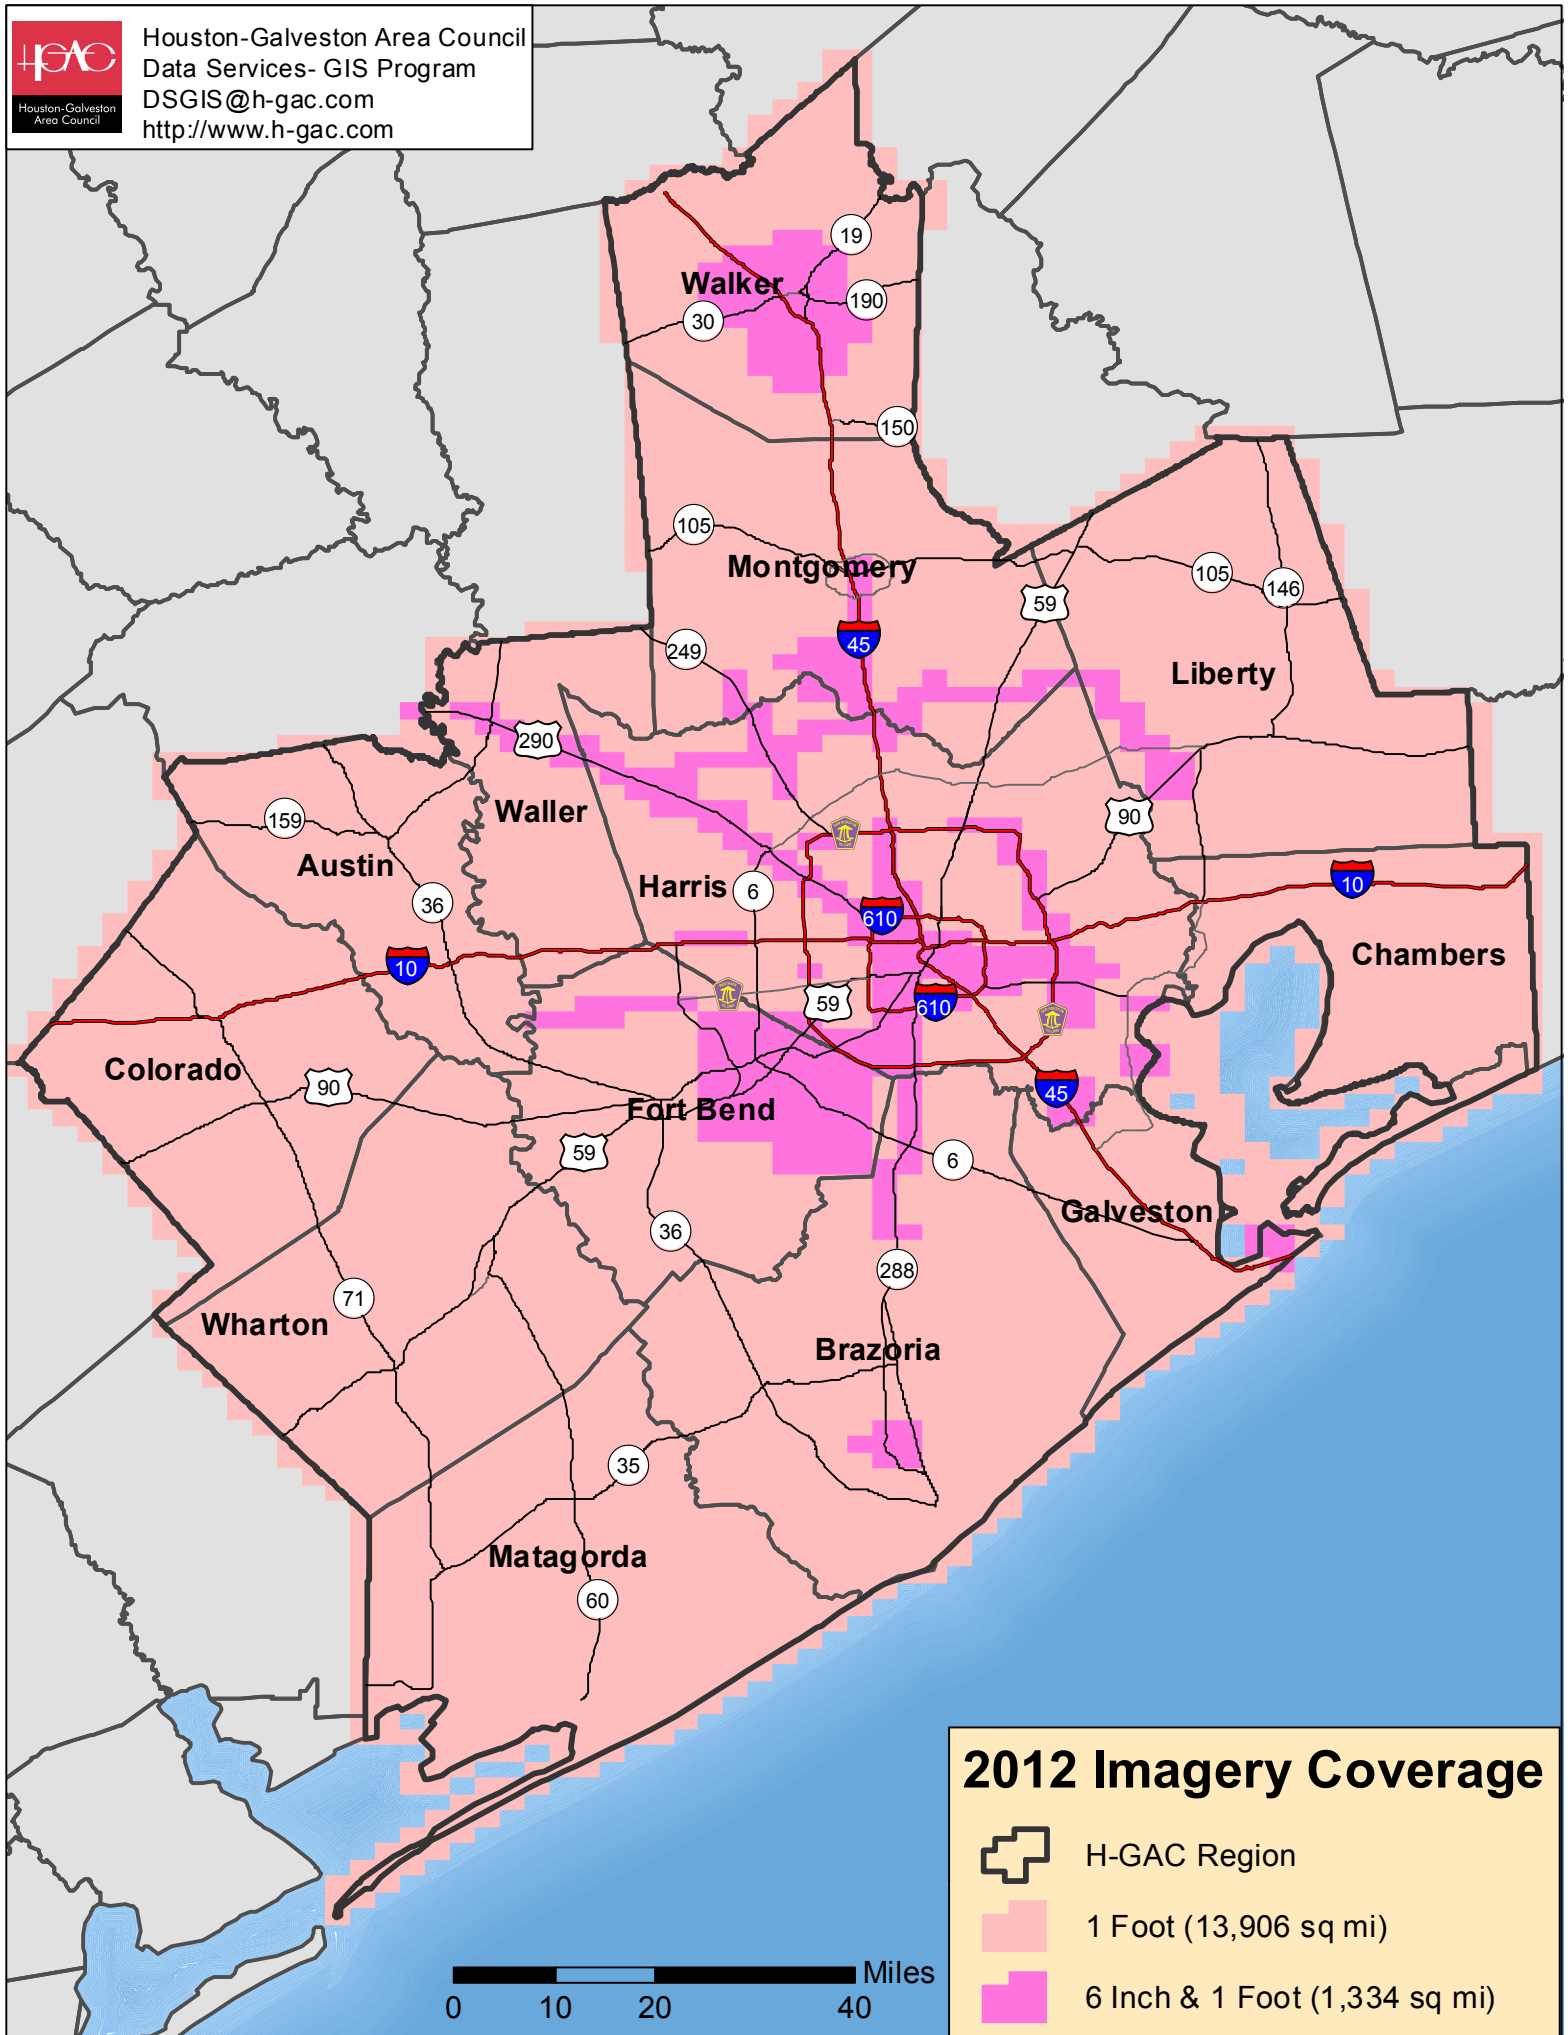 HGAC
Houston-Galveston
Area Council
Houston-Galveston Area Council
Data Services- GIS Program
DSGIS@h-gac.com
http://www.h-gac.com
19
Walker
190
30
150
105
Montgomery
105
146
59
45
249
Liberty
290
Waller
90
159
Austin
Harris
6
10
36
610
10
Chambers
59
610
Colorado
90
45
Fort Bend
59
6
Galveston
36
288
71
Wharton
Brazoria
35
Matagorda
60
2012 Imagery Coverage
H-GAC Region
1 Foot (13,906 sq mi)
6 Inch & 1 Foot (1,334 sq mi)
Miles
0 10 20 40